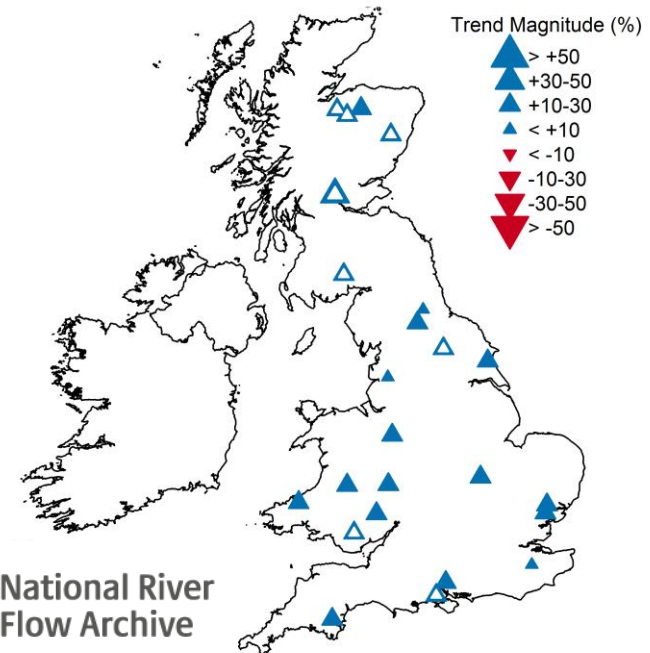 Trend Magnitude (%)
> +50
+30-50
+10-30
< +10
< -10
-10-30
-30-50
> -50
National River
Flow Archive